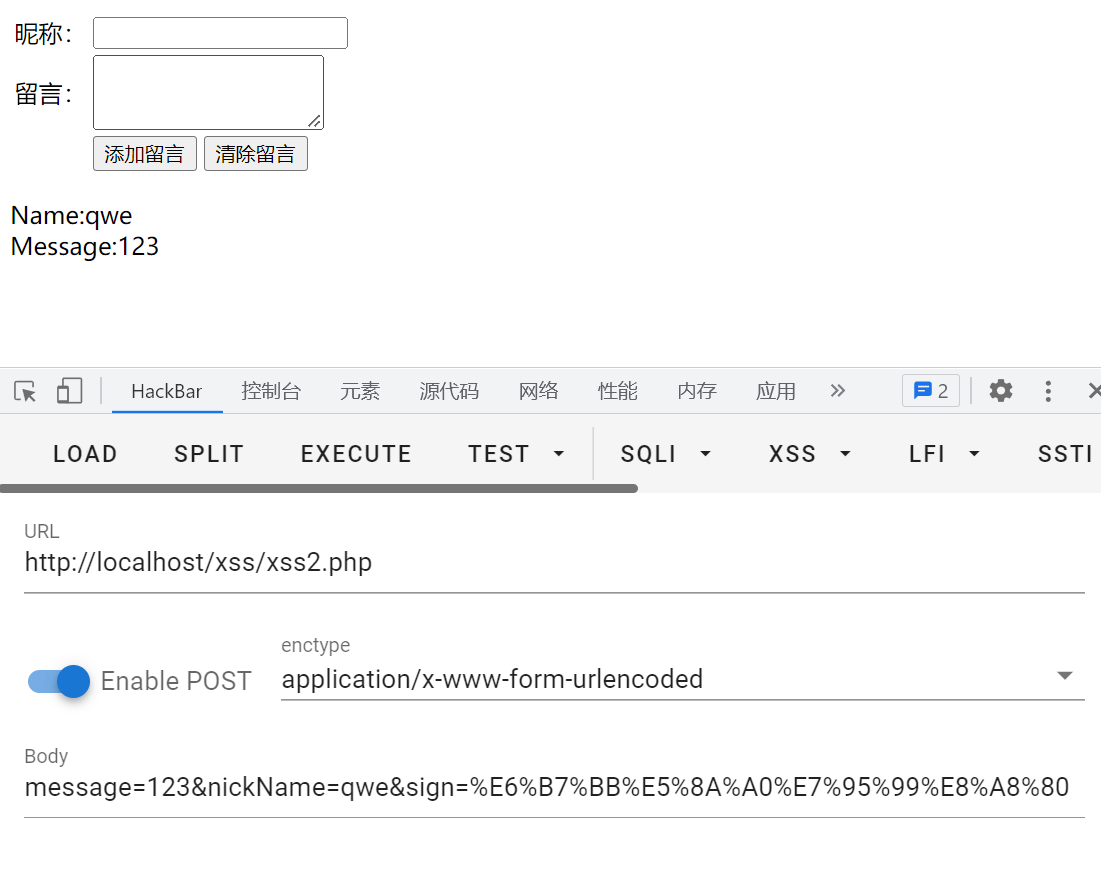 昵称：
留言：
添加留言 清除留言
Name:qwe
Message:123
HackBar 控制台 元素 源代码 网络 性能 内存 应用 2
LOAD SPLIT EXECUTE TEST SQLI XSS LFI SSTI
URL
http://localhost/xss/xss2.php
enctype
Enable POST application/x-www-form-urlencoded
Body
message=123&nickName=qwe&sign=%E6%B7%BB%E5%8A%A0%E7%95%99%E8%A8%80